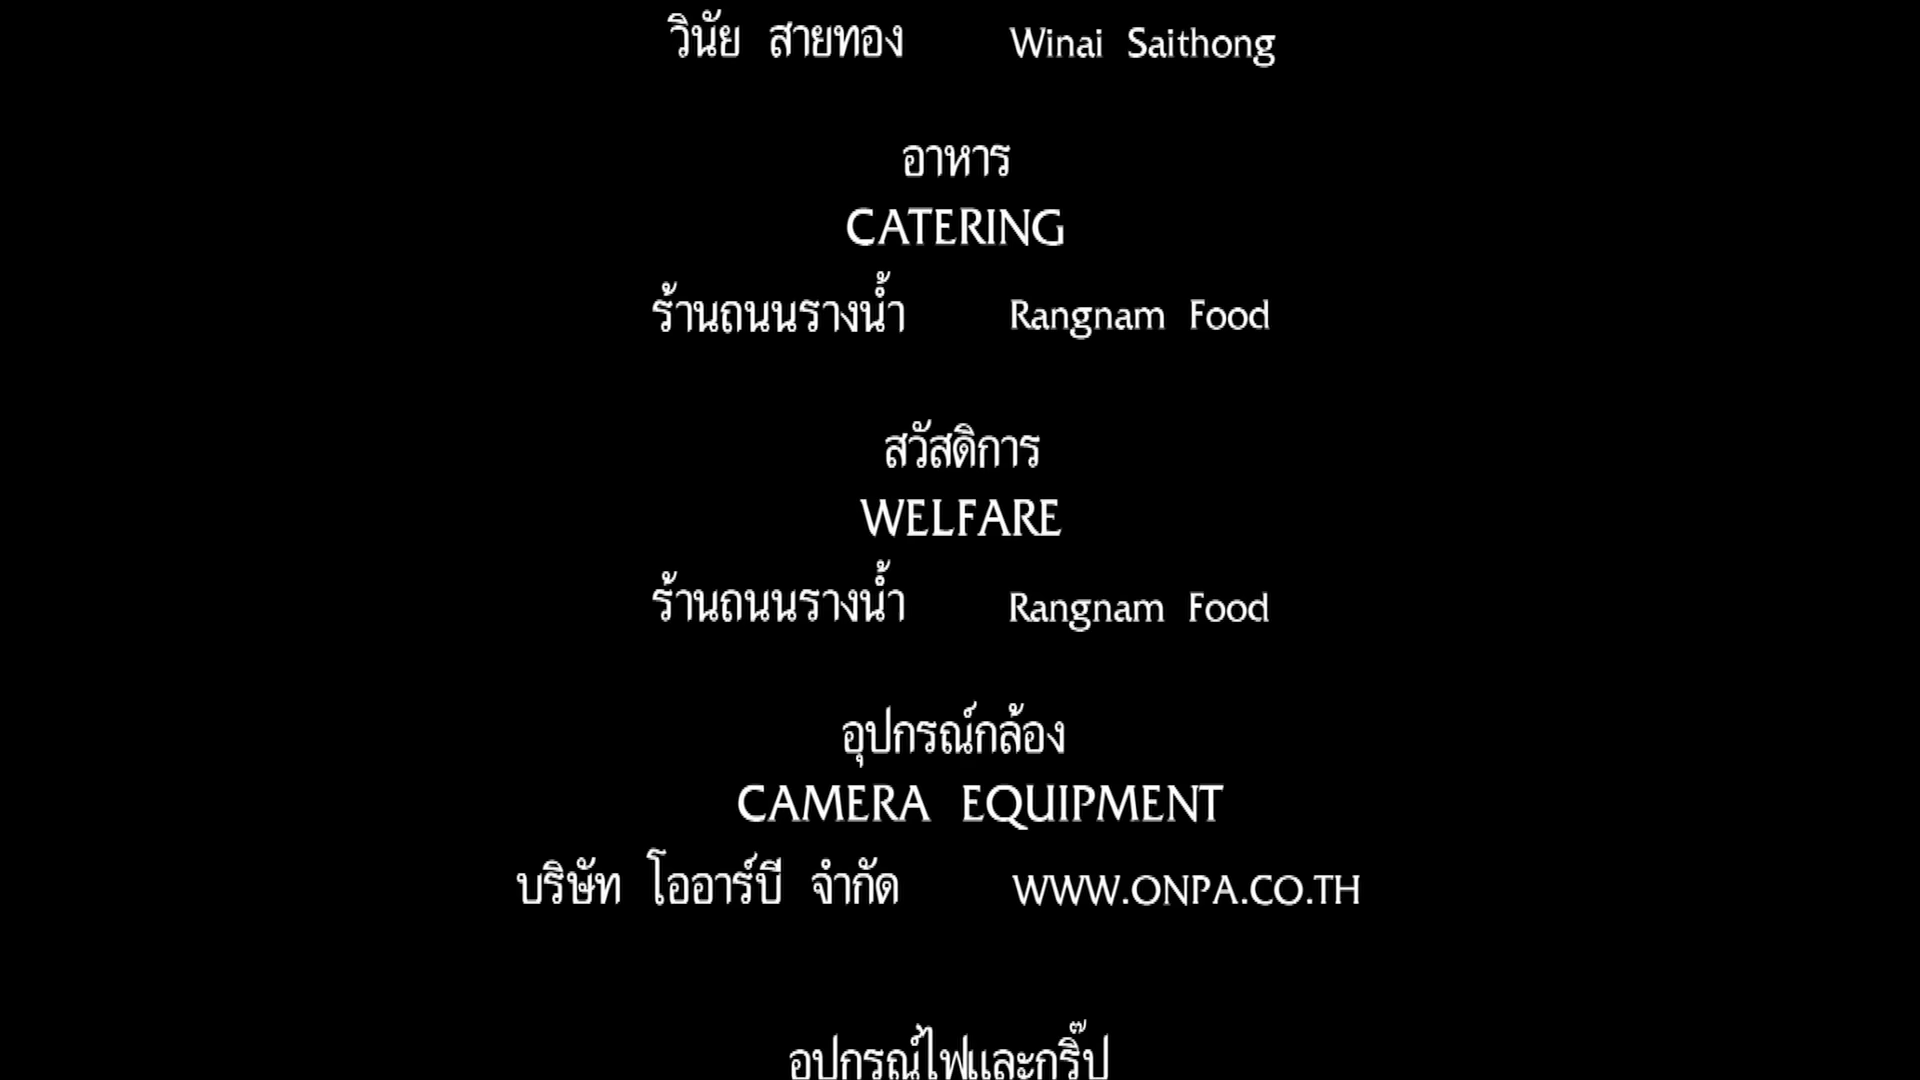 วินัย สายทอง Winai Saithong
อาหาร
CATERING
ร้านถนนรางน้ำ Rangnam Food
สวัสดิการ
WELFARE
ร้านถนนรางน้ำ Rangnam Food
อุปกรณ์กล้อง
CAMERA EQUIPMENT
บริษัท โออาร์บี จำกัด WWW.ONPA.CO.TH
อุปกรณ์ไฟและกริ๊ป